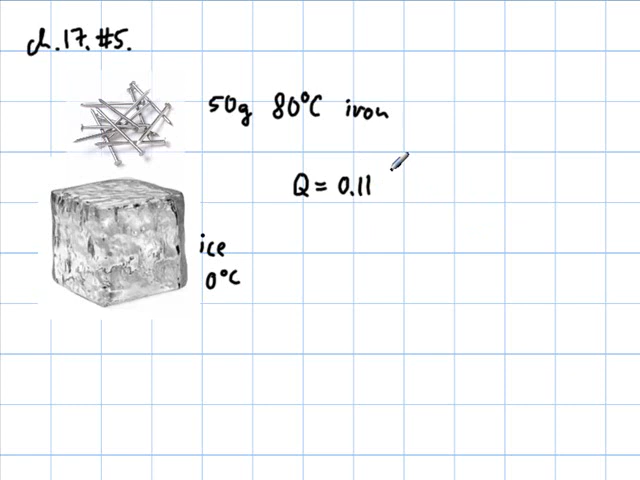 ch.17.#5.
50g 80°C iron
Q = 0.11
ice
0°C